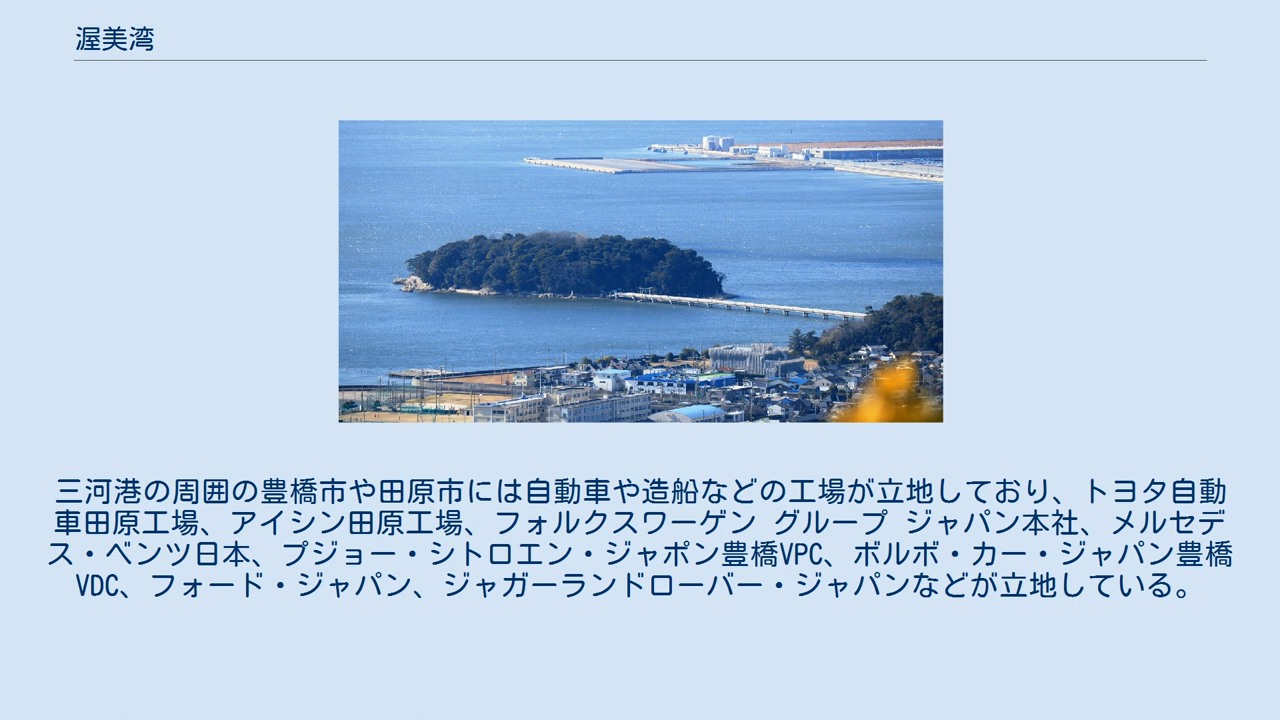 渥美湾
三河港の周囲の豊橋市や田原市には自動車や造船などの工場が立地しており、トヨタ自動
車田原工場、アイシン田原工場、フォルクスワーゲン グループ ジャパン本社、メルセデ
ス・ベンツ日本、プジョー・シトロエン・ジャポン豊橋VPC、ボルボ・カー・ジャパン豊橋
VDC、フォード・ジャパン、ジャガーランドローバー・ジャパンなどが立地している。